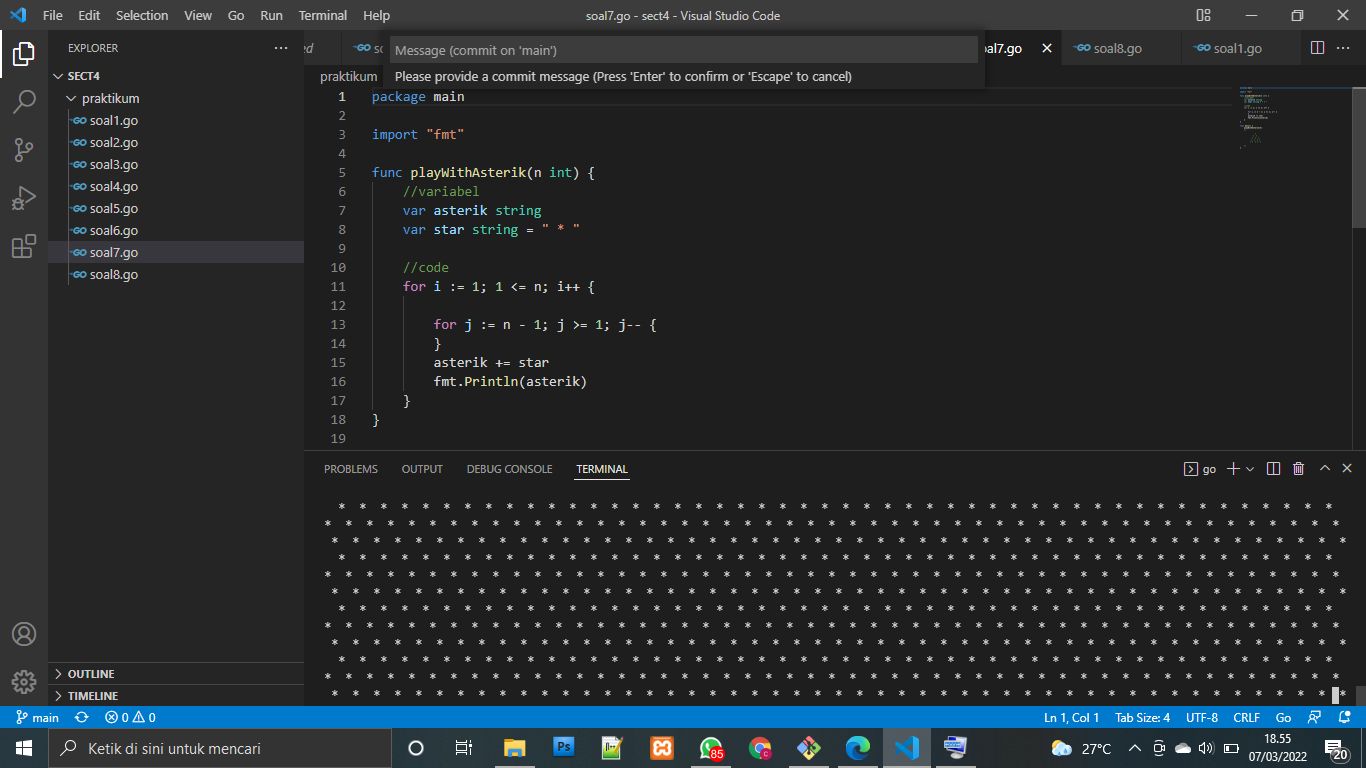 File Edit Selection View Go Run Terminal Help soal7.go - sect4 - Visual Studio Code
EXPLORER
Message (commit on 'main')
soal8.go
soal1.go
Please provide a commit message (Press 'Enter' to confirm or 'Escape' to cancel)
SECT4
praktikum
soal1.go
soal2.go
soal3.go
soal4.go
soal5.go
soal6.go
soal7.go
soal8.go
OUTLINE
TIMELINE
praktikum
1 package main
2
3 import "fmt"
4
5 func playWithAsterik(n int) {
6 //variabel
7 var asterik string
8 var star string = " * "
9
10 //code
11 for i := 1; 1 <= n; i++ {
12
13 for j := n - 1; j >= 1; j-- {
14 }
15 asterik += star
16 fmt.Println(asterik)
17 }
18 }
19
PROBLEMS OUTPUT DEBUG CONSOLE TERMINAL go
main 0 0 Ln 1, Col 1 Tab Size: 4 UTF-8 CRLF Go
Ketik di sini untuk mencari
Ps
85
27°C
18.55
07/03/2022
20